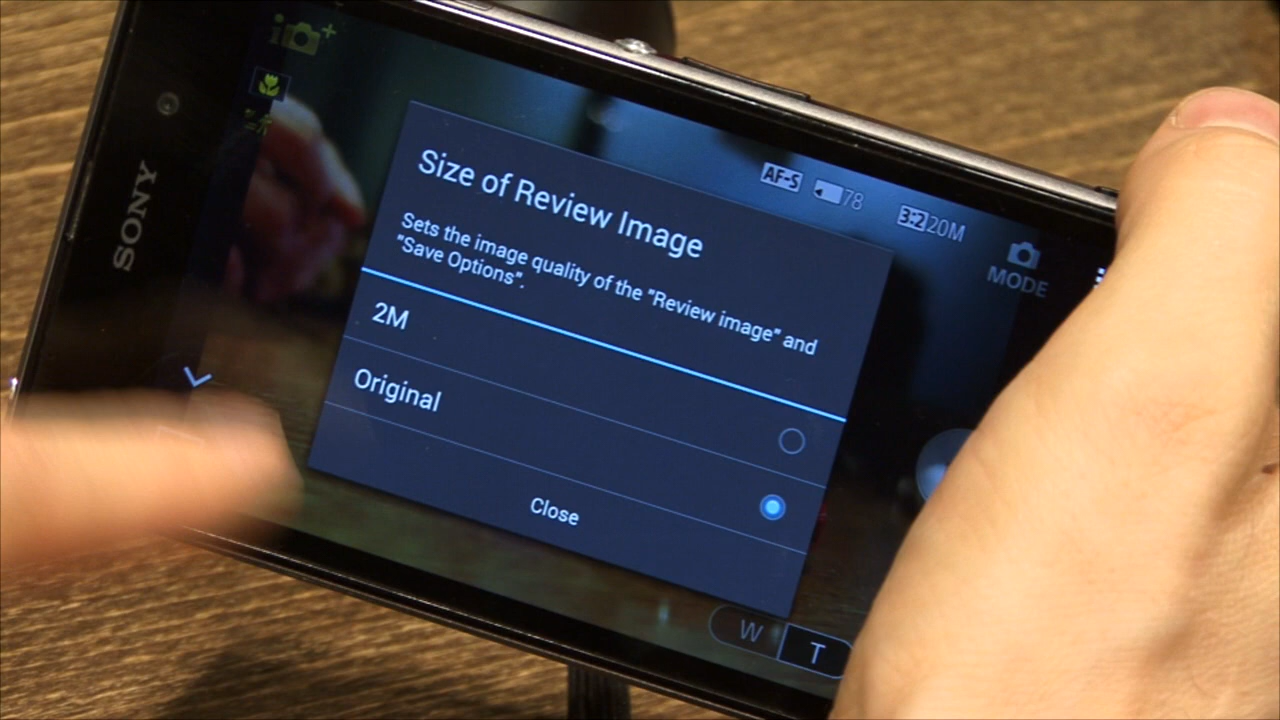 SONY
i
AF-S
78
3:2 20M
MODE
Size of Review Image
Sets the image quality of the "Review image" and
"Save Options".
2M
Original
Close
W
T